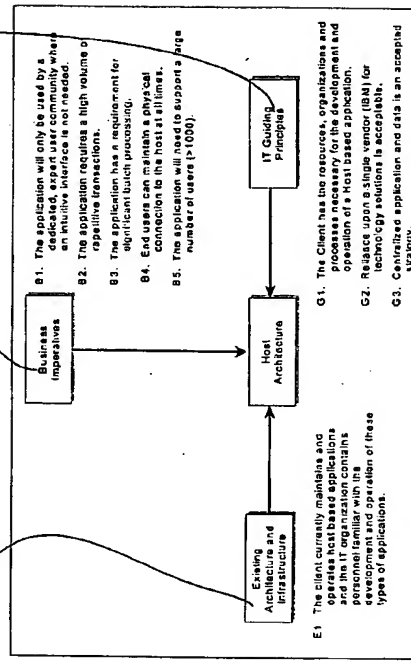 Business
Imperatives
B1. The application will only be used by a
dedicated, expert user community where
an intuitive interface is not needed.
B2. The application requires a high volume of
repetitive transactions.
B3. The application has a requirement for
significant batch processing.
B4. End users can maintain a physical
connection to the host at all times.
B5. The application will need to support a large
number of users (>1000).
Existing
Architecture and
Infrastructure
Host
Architecture
IT Guiding
Principles
E1 The client currently maintains and
operates host based applications
and the IT organization contains
personnel familiar with the
development and operation of these
types of applications.
G1. The Client has the resources, organizations and
processes necessary for the development and
operation of a Host based application.
G2. Reliance upon a single vendor (IBM) for
technology solutions is acceptable.
G3. Centralized application and data is an accepted
strategy.